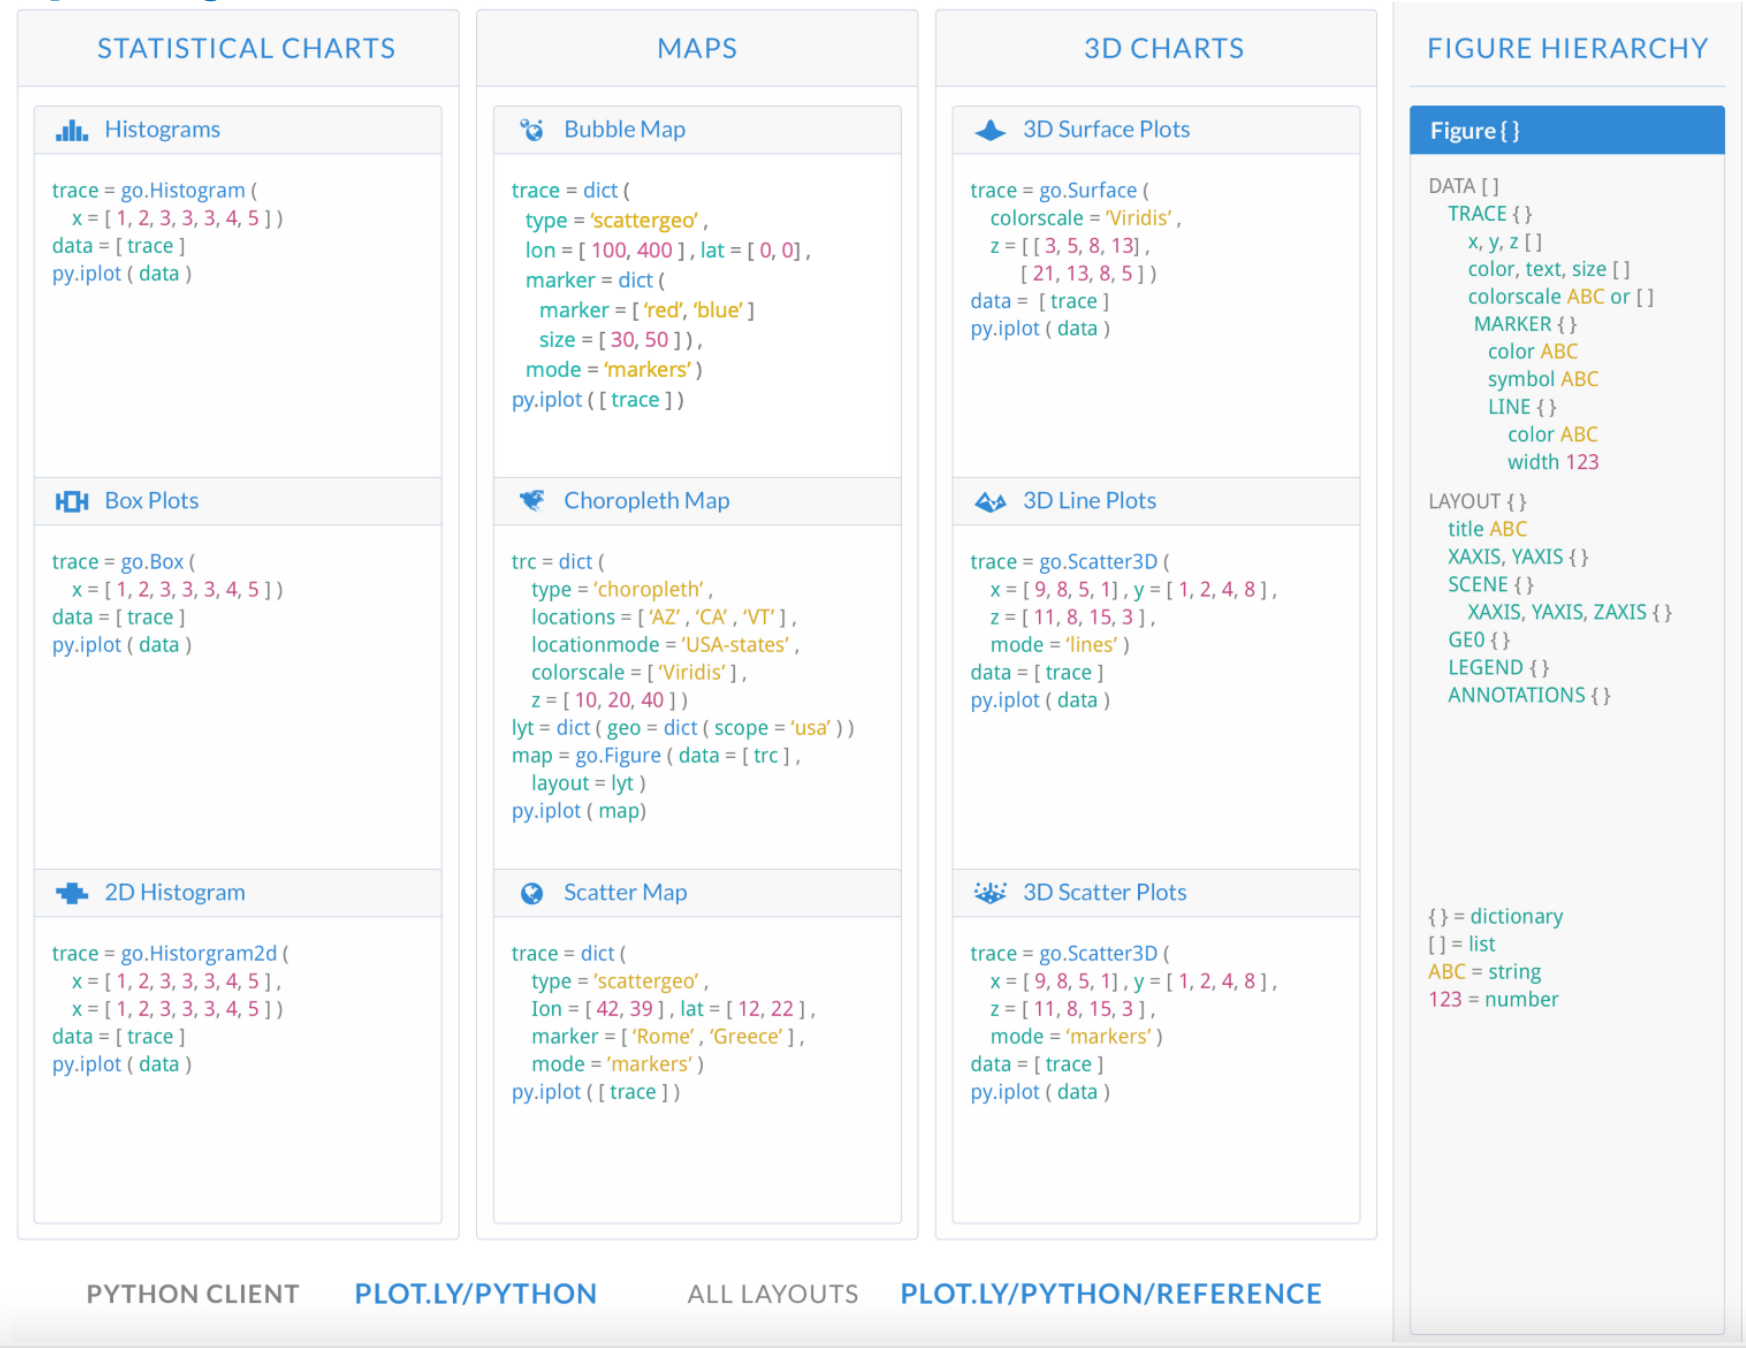 STATISTICAL CHARTS
Histograms
trace = go.Histogram (
x = [ 1, 2, 3, 3, 3, 4, 5 ] )
data = [ trace ]
py.iplot ( data )
Box Plots
trace = go.Box (
x = [ 1, 2, 3, 3, 3, 4, 5 ] )
data = [ trace ]
py.iplot ( data )
2D Histogram
trace = go.Historgram2d (
x = [ 1, 2, 3, 3, 3, 4, 5 ] ,
x = [ 1, 2, 3, 3, 3, 4, 5 ] )
data = [ trace ]
py.iplot ( data )
MAPS
Bubble Map
trace = dict (
type = ‘scattergeo’ ,
lon = [ 100, 400 ] , lat = [ 0, 0] ,
marker = dict (
marker = [ ‘red’, ‘blue’ ]
size = [ 30, 50 ] ) ,
mode = ‘markers’ )
py.iplot ( [ trace ] )
Choropleth Map
trc = dict (
type = ‘choropleth’ ,
locations = [ ‘AZ’ , ‘CA’ , ‘VT’ ] ,
locationmode = ‘USA-states’ ,
colorscale = [ ‘Viridis’ ] ,
z = [ 10, 20, 40 ] )
lyt = dict ( geo = dict ( scope = ‘usa’ ) )
map = go.Figure ( data = [ trc ] ,
layout = lyt )
py.iplot ( map)
Scatter Map
trace = dict (
type = ‘scattergeo’ ,
Ion = [ 42, 39 ] , lat = [ 12, 22 ] ,
marker = [ ‘Rome’ , ‘Greece’ ] ,
mode = ‘markers’ )
py.iplot ( [ trace ] )
3D CHARTS
3D Surface Plots
trace = go.Surface (
colorscale = ‘Viridis’ ,
z = [ [ 3, 5, 8, 13] ,
[ 21, 13, 8, 5 ] )
data = [ trace ]
py.iplot ( data )
3D Line Plots
trace = go.Scatter3D (
x = [ 9, 8, 5, 1] , y = [ 1, 2, 4, 8 ] ,
z = [ 11, 8, 15, 3 ] ,
mode = ‘lines’ )
data = [ trace ]
py.iplot ( data )
3D Scatter Plots
trace = go.Scatter3D (
x = [ 9, 8, 5, 1] , y = [ 1, 2, 4, 8 ] ,
z = [ 11, 8, 15, 3 ] ,
mode = ‘markers’ )
data = [ trace ]
py.iplot ( data )
FIGURE HIERARCHY
Figure { }
DATA [ ]
TRACE { }
x, y, z [ ]
color, text, size [ ]
colorscale ABC or [ ]
MARKER { }
color ABC
symbol ABC
LINE { }
color ABC
width 123
LAYOUT { }
title ABC
XAXIS, YAXIS { }
SCENE { }
XAXIS, YAXIS, ZAXIS { }
GE0 { }
LEGEND { }
ANNOTATIONS { }
{ } = dictionary
[ ] = list
ABC = string
123 = number
PYTHON CLIENT PLOT.LY/PYTHON ALL LAYOUTS PLOT.LY/PYTHON/REFERENCE